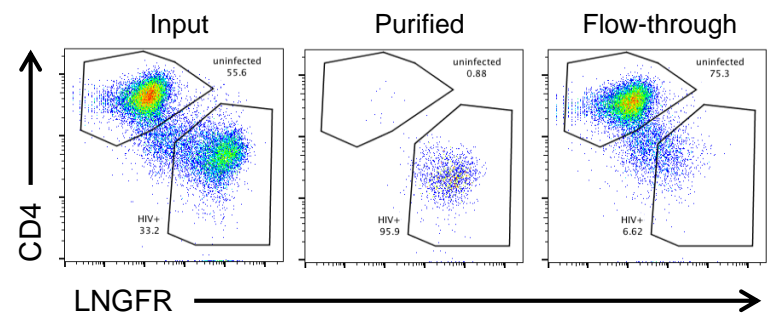 Input
Purified
Flow-through
uninfected
55.6
HIV+
33.2
uninfected
0.88
HIV+
95.9
uninfected
75.3
HIV+
6.62
CD4
LNGFR